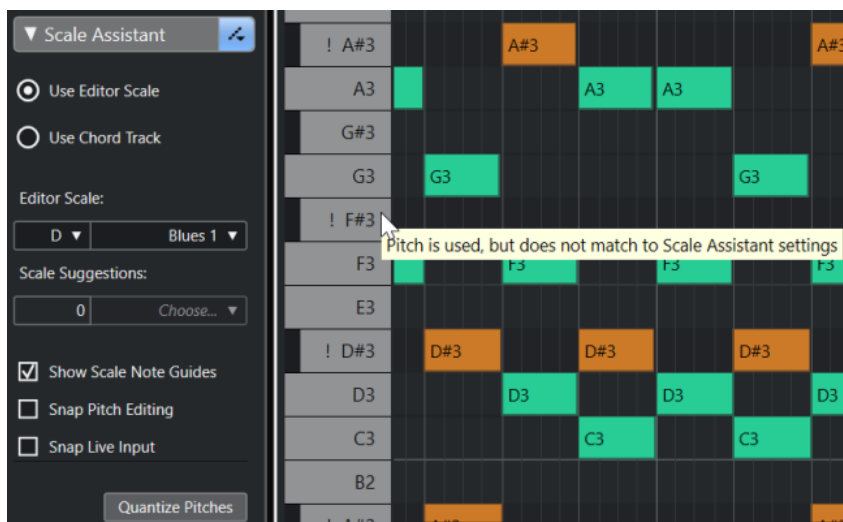 ▼ Scale Assistant
Use Editor Scale
Use Chord Track
Editor Scale:
D ▼ Blues 1 ▼
Scale Suggestions:
0 Choose... ▼
Show Scale Note Guides
Snap Pitch Editing
Snap Live Input
Quantize Pitches
! A#3 A#3 A#3
A3 A3 A3
G#3
G3 G3 G3
! F#3
Pitch is used, but does not match to Scale Assistant settings
F3 F3 F3 F3
E3
! D#3 D#3 D#3 D#3
D3 D3 D3 D3
C3 C3 C3
B2